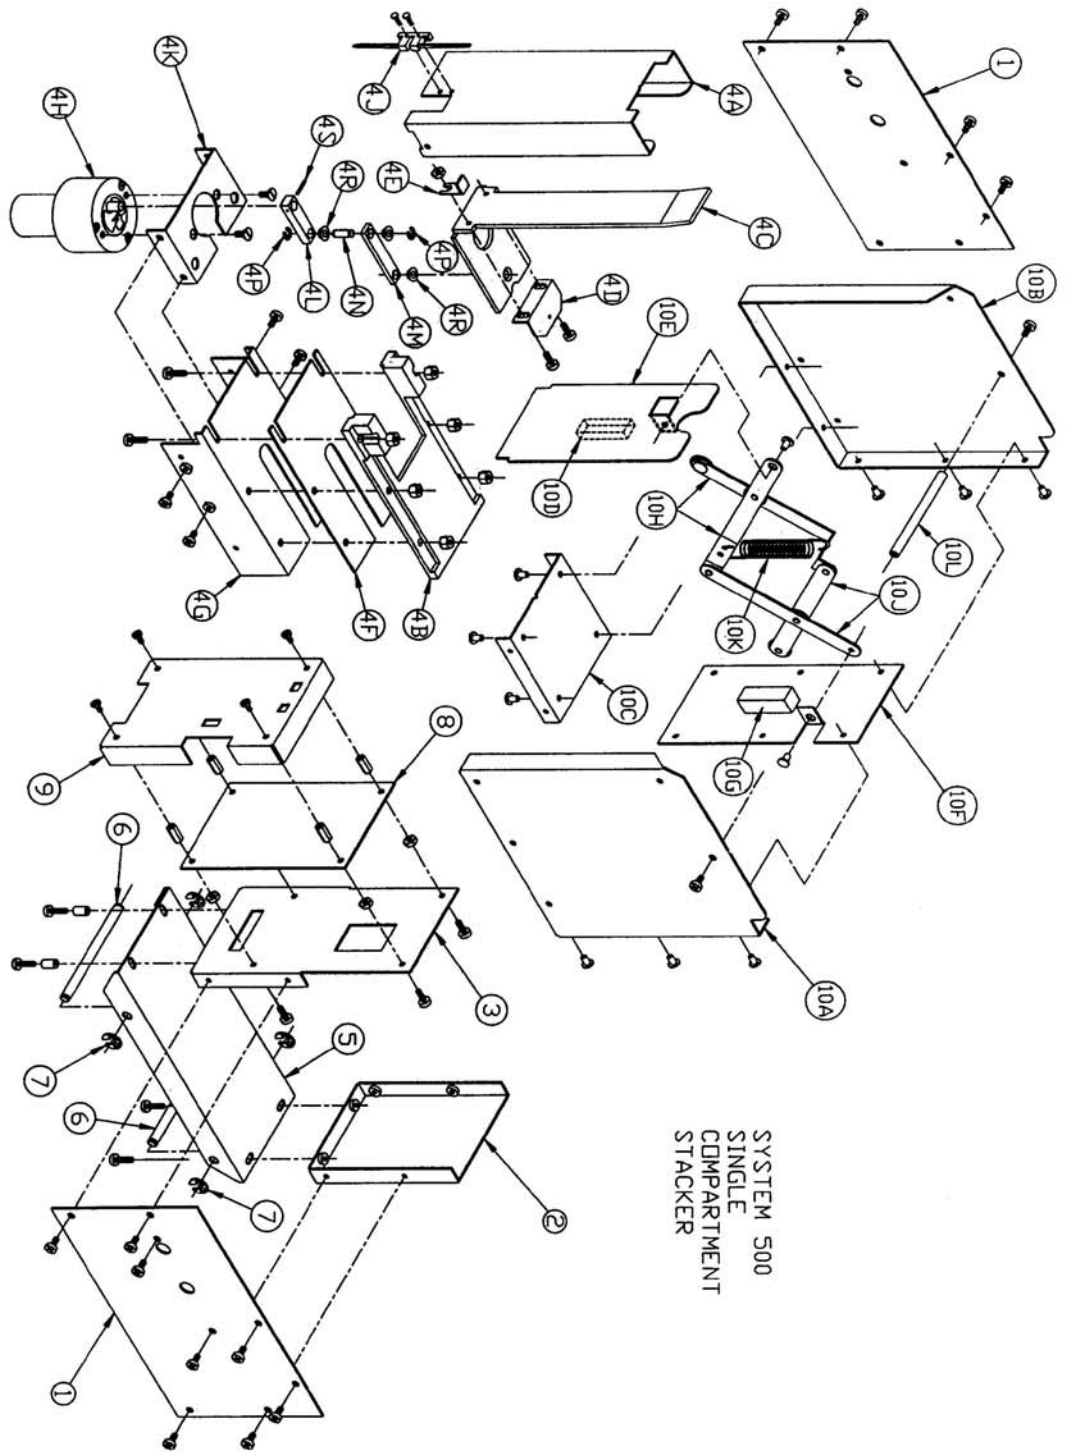 SYSTEM 500
SINGLE
COMPARTMENT
STACKER
1
10B
10L
10J
10K
10H
10E
10D
10C
10F
10G
10A
4A
4C
4D
4E
4J
4K
4H
4S
4R
4P
4L
4N
4P
4R
4M
4B
4F
4G
8
9
6
3
5
7
6
7
2
1